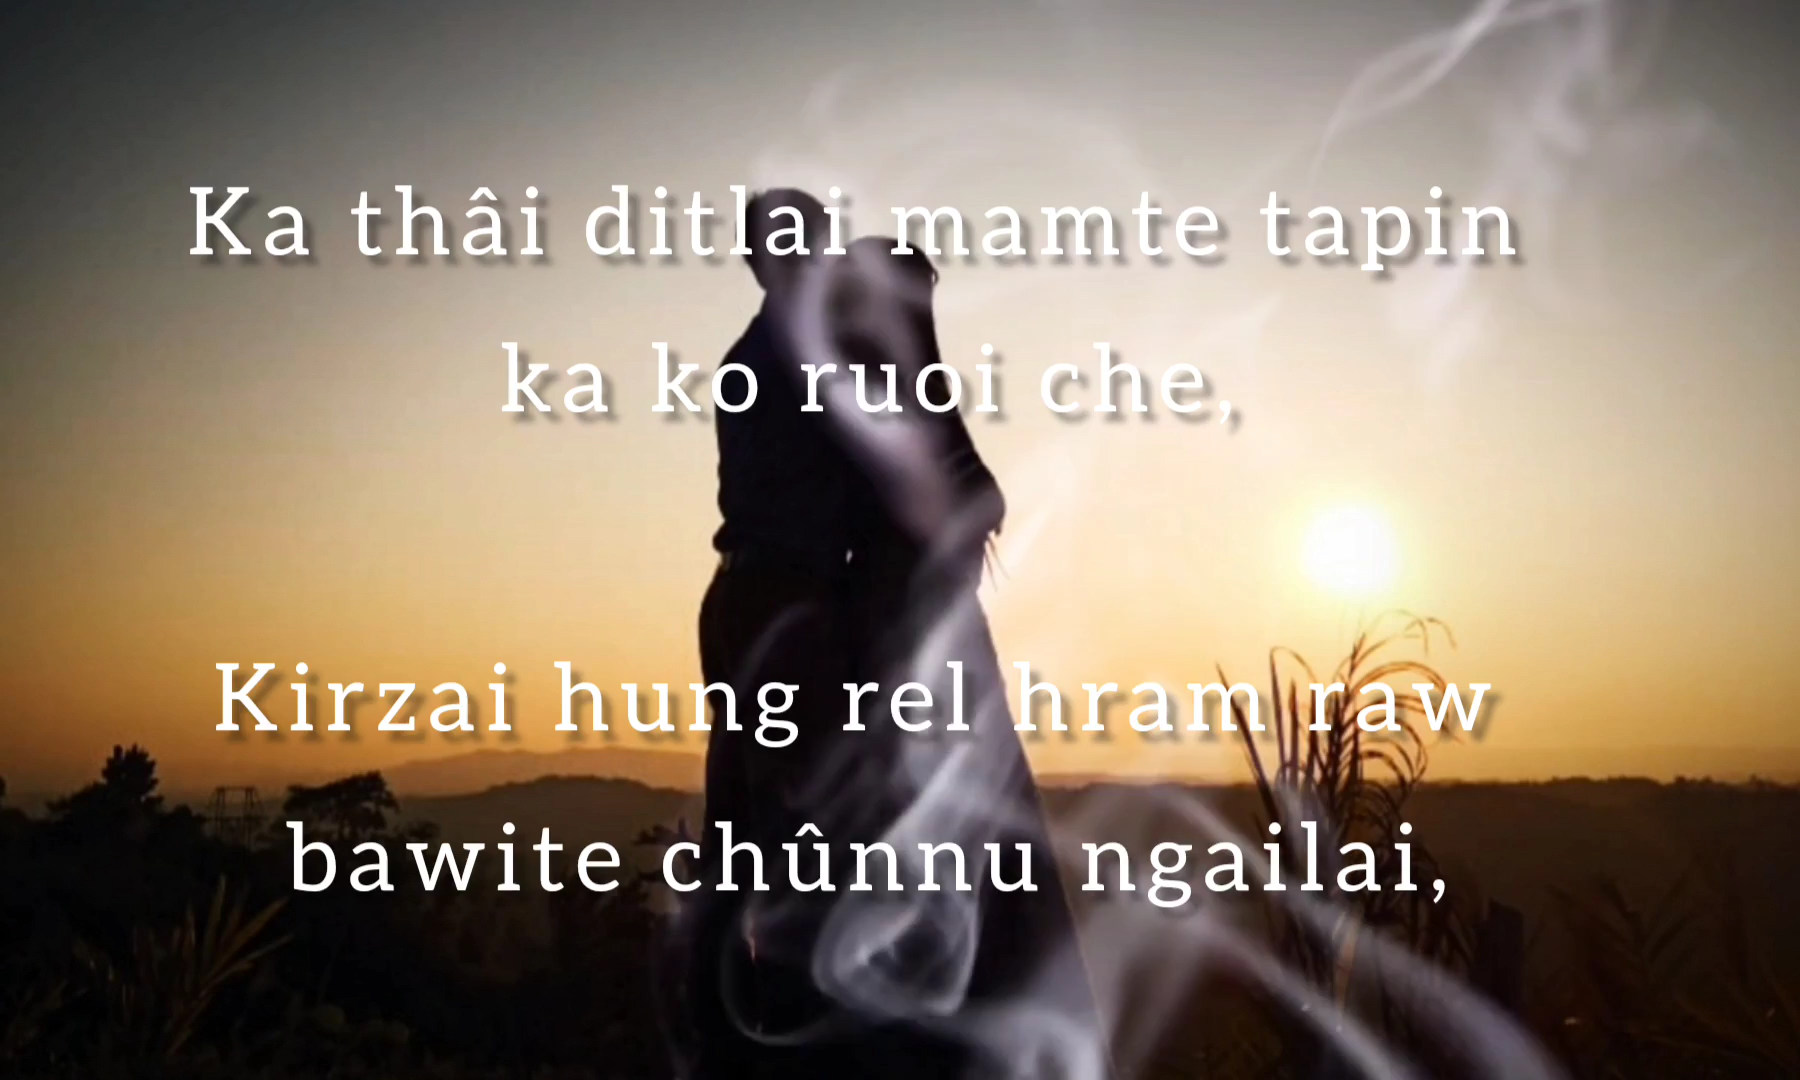 Ka thâi ditlai mamte tapin
ka ko ruoi che,
Kirzai hung rel hram raw
bawite chûnnu ngailai,